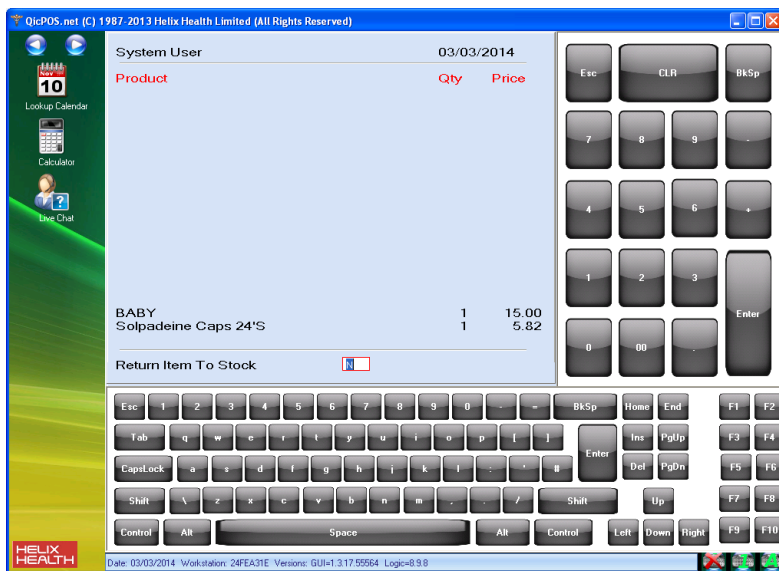 QicPOS.net (C) 1987-2013 Helix Health Limited (All Rights Reserved)
Nov
10
Lookup Calendar
Calculator
Live Chat
System User 03/03/2014
Product Qty Price
BABY 1 15.00
Solpadeine Caps 24'S 1 5.82
Return Item To Stock N
Esc CLR BkSp
7 8 9 -
4 5 6 +
1 2 3 Enter
0 00 .
Esc 1 2 3 4 5 6 7 8 9 0 - = BkSp Home End F1 F2
Tab q w e r t y u i o p [ ] Enter Ins PgUp F3 F4
CapsLock a s d f g h j k l : ' # Del PgDn F5 F6
Shift \ z x c v b n m , . / Shift Up F7 F8
Control Alt Space Alt Control Left Down Right F9 F10
HELIX
HEALTH
Date: 03/03/2014 Workstation: 24FEA31E Versions: GUI=1.3.17.55564 Logic=8.9.8